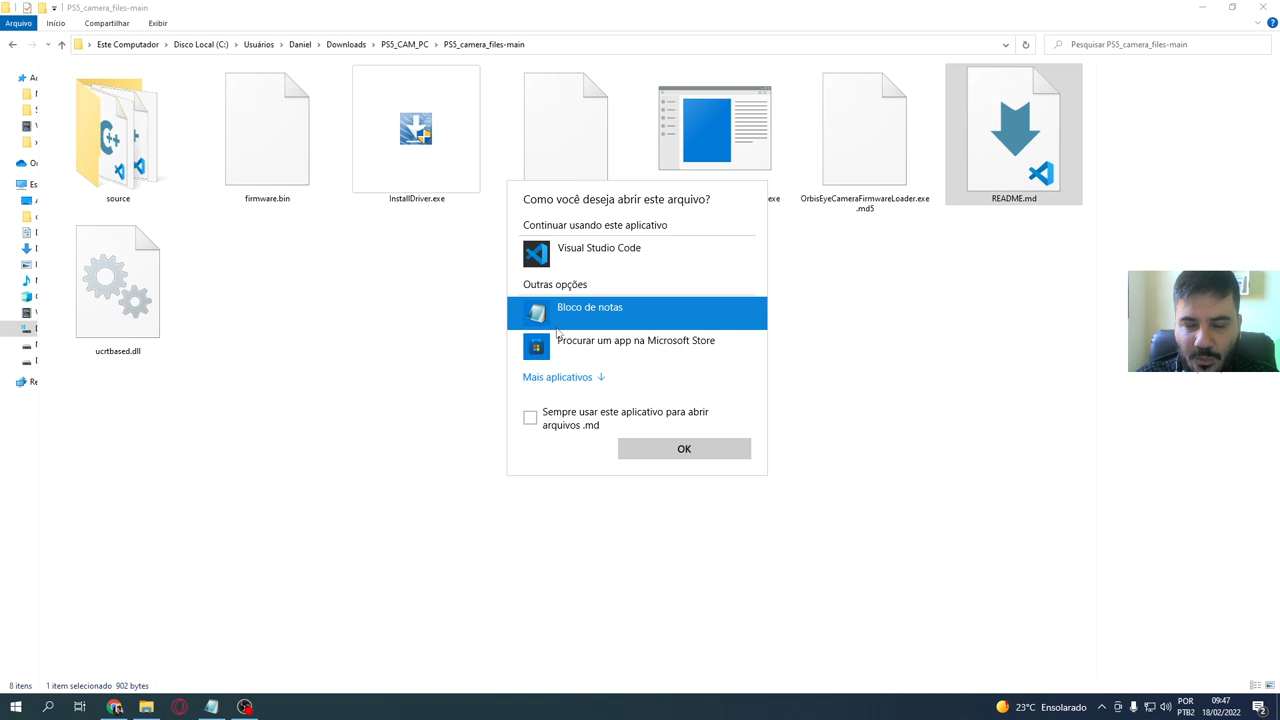 PS5_camera_files-main
Arquivo Início Compartilhar Exibir
Este Computador Disco Local (C:) Usuários Daniel Downloads PS5_CAM_PC PS5_camera_files-main
Pesquisar PS5_camera_files-main
source
firmware.bin
InstallDriver.exe
exe
OrbisEyeCameraFirmwareLoader.exe
.md5
README.md
ucrtbased.dll
Como você deseja abrir este arquivo?
Continuar usando este aplicativo
Visual Studio Code
Outras opções
Bloco de notas
Procurar um app na Microsoft Store
Mais aplicativos
Sempre usar este aplicativo para abrir
arquivos .md
OK
8 itens 1 item selecionado 902 bytes
23°C Ensolarado
POR
PTB2
09:47
18/02/2022
2